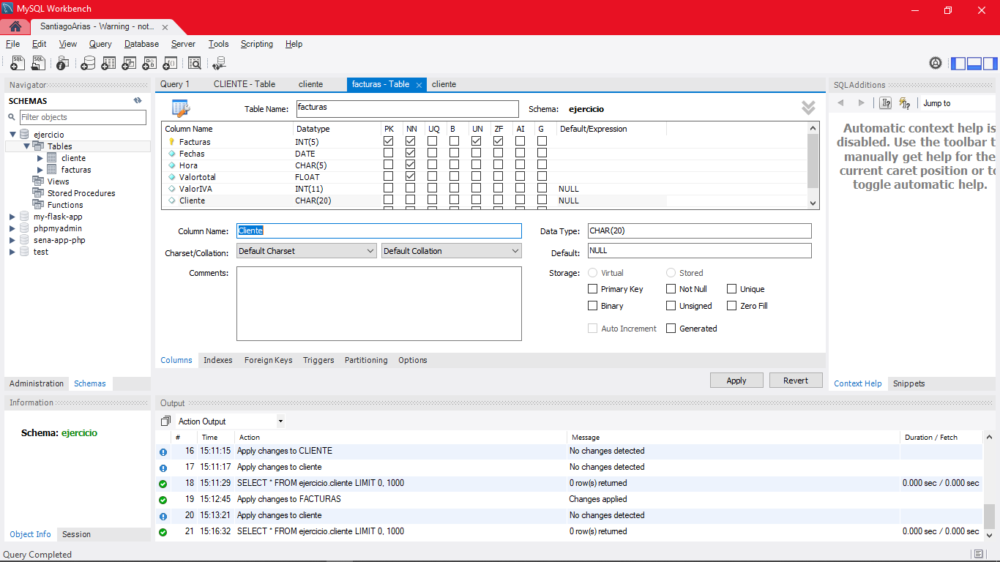 MySQL Workbench
SantiagoArias - Warning - not...
File Edit View Query Database Server Tools Scripting Help
Navigator
SCHEMAS
Filter objects
ejercicio
Tables
cliente
facturas
Views
Stored Procedures
Functions
my-flask-app
phpmyadmin
sena-app-php
test
Administration Schemas
Information
Schema: ejercicio
Object Info Session
Query 1 CLIENTE - Table cliente facturas - Table cliente
Table Name: facturas Schema: ejercicio
Column Name Datatype PK NN UQ B UN ZF AI G Default/Expression
Facturas INT(5)
Fechas DATE
Hora CHAR(5)
Valortotal FLOAT
ValorIVA INT(11) NULL
Cliente CHAR(20) NULL
Column Name: Cliente Data Type: CHAR(20)
Charset/Collation: Default Charset Default Collation Default: NULL
Comments: Storage: Virtual Stored
Primary Key Not Null Unique
Binary Unsigned Zero Fill
Auto Increment Generated
Columns Indexes Foreign Keys Triggers Partitioning Options
Apply Revert
SQLAdditions
Jump to
Automatic context help is
disabled. Use the toolbar t
manually get help for the
current caret position or to
toggle automatic help.
Context Help Snippets
Output
Action Output
# Time Action Message Duration / Fetch
16 15:11:15 Apply changes to CLIENTE No changes detected
17 15:11:17 Apply changes to cliente No changes detected
18 15:11:29 SELECT * FROM ejercicio.cliente LIMIT 0, 1000 0 row(s) returned 0.000 sec / 0.000 sec
19 15:12:45 Apply changes to FACTURAS Changes applied
20 15:13:21 Apply changes to cliente No changes detected
21 15:16:32 SELECT * FROM ejercicio.cliente LIMIT 0, 1000 0 row(s) returned 0.000 sec / 0.000 sec
Query Completed